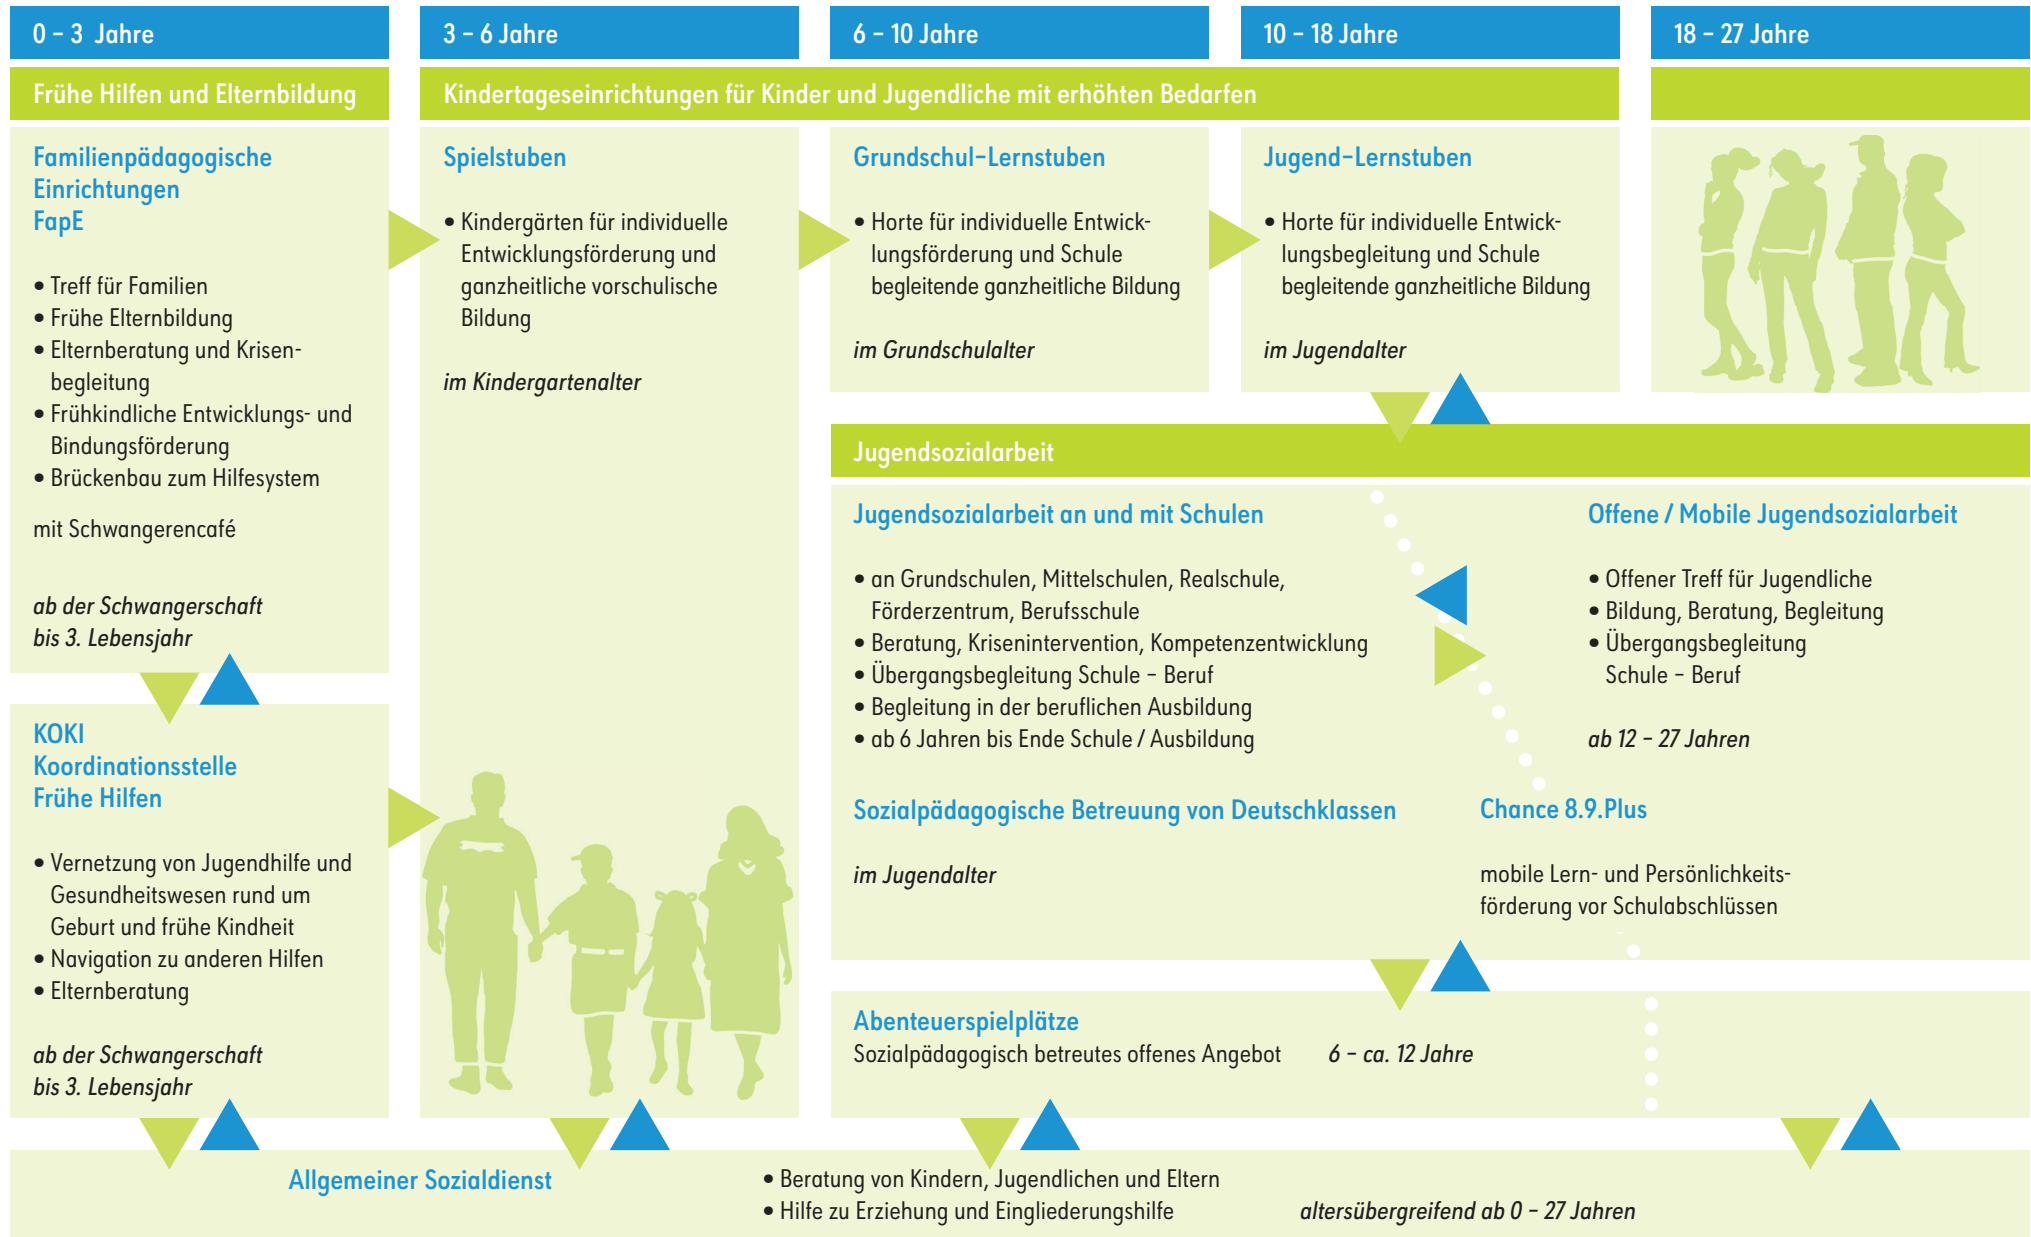 0 – 3 Jahre
3 – 6 Jahre
6 – 10 Jahre
10 – 18 Jahre
18 – 27 Jahre
Frühe Hilfen und Elternbildung
Kindertageseinrichtungen für Kinder und Jugendliche mit erhöhten Bedarfen
Familienpädagogische
Einrichtungen
FapE
• Treff für Familien
• Frühe Elternbildung
• Elternberatung und Krisen-
begleitung
• Frühkindliche Entwicklungs- und
Bindungsförderung
• Brückenbau zum Hilfesystem
mit Schwangerencafé
ab der Schwangerschaft
bis 3. Lebensjahr
KOKI
Koordinationsstelle
Frühe Hilfen
• Vernetzung von Jugendhilfe und
Gesundheitswesen rund um
Geburt und frühe Kindheit
• Navigation zu anderen Hilfen
• Elternberatung
ab der Schwangerschaft
bis 3. Lebensjahr
Spielstuben
• Kindergärten für individuelle
Entwicklungsförderung und
ganzheitliche vorschulische
Bildung
im Kindergartenalter
Grundschul-Lernstuben
• Horte für individuelle Entwick-
lungsförderung und Schule
begleitende ganzheitliche Bildung
im Grundschulalter
Jugend-Lernstuben
• Horte für individuelle Entwick-
lungsbegleitung und Schule
begleitende ganzheitliche Bildung
im Jugendalter
Jugendsozialarbeit
Jugendsozialarbeit an und mit Schulen
• an Grundschulen, Mittelschulen, Realschule,
Förderzentrum, Berufsschule
• Beratung, Krisenintervention, Kompetenzentwicklung
• Übergangsbegleitung Schule – Beruf
• Begleitung in der beruflichen Ausbildung
• ab 6 Jahren bis Ende Schule / Ausbildung
Sozialpädagogische Betreuung von Deutschklassen
im Jugendalter
Offene / Mobile Jugendsozialarbeit
• Offener Treff für Jugendliche
• Bildung, Beratung, Begleitung
• Übergangsbegleitung
Schule – Beruf
ab 12 – 27 Jahren
Chance 8.9.Plus
mobile Lern- und Persönlichkeits-
förderung vor Schulabschlüssen
Abenteuerspielplätze
Sozialpädagogisch betreutes offenes Angebot 6 – ca. 12 Jahre
Allgemeiner Sozialdienst
• Beratung von Kindern, Jugendlichen und Eltern
• Hilfe zu Erziehung und Eingliederungshilfe altersübergreifend ab 0 – 27 Jahren